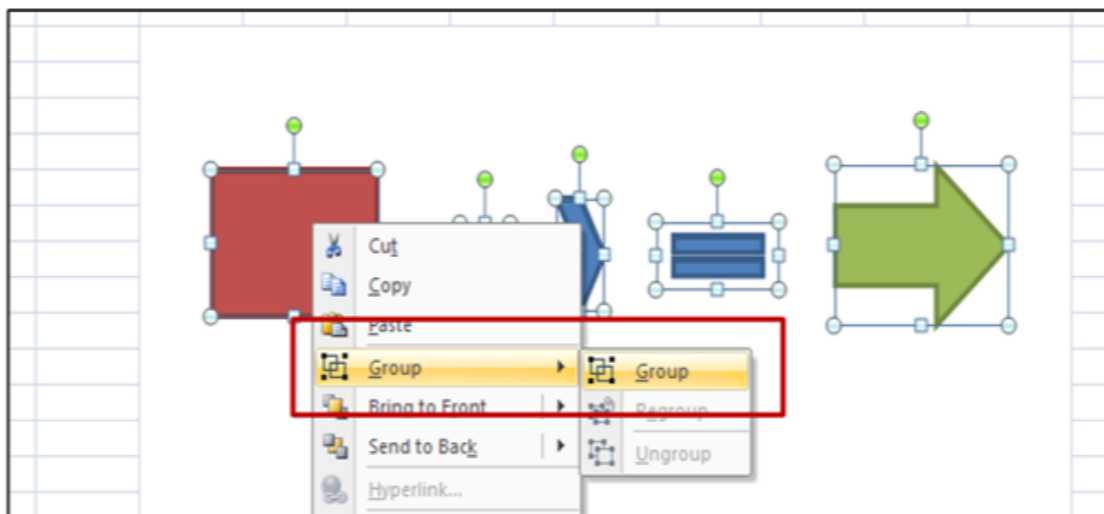 Cut
Copy
Paste
Group
Group
Bring to Front
Regroup
Send to Back
Ungroup
Hyperlink...